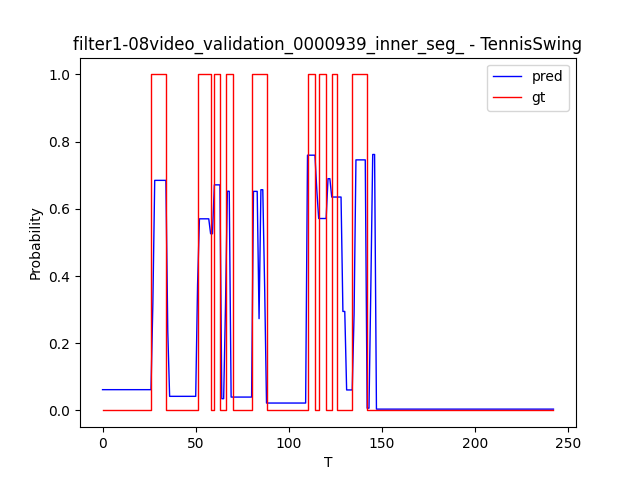 filter1-08video_validation_0000939_inner_seg_ - TennisSwing
pred
gt
1.0
0.8
0.6
0.4
0.2
0.0
Probability
0
50
100
150
200
250
T